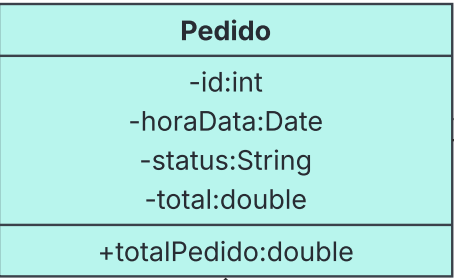 Pedido
-id:int
-horaData:Date
-status:String
-total:double
+totalPedido:double